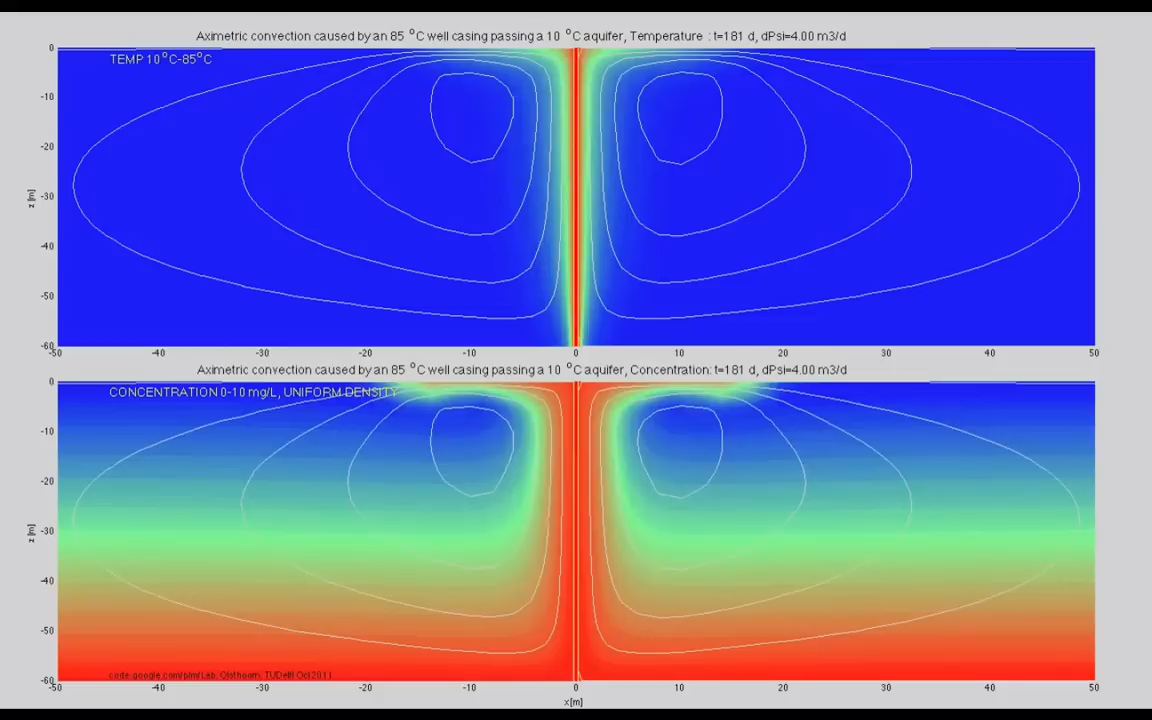 Aximetric convection caused by an 85 °C well casing passing a 10 °C aquifer, Temperature : t=181 d, dPsi=4.00 m3/d
TEMP 10°C-85°C
0
-10
-20
-30
-40
-50
-60
z [m]
-50 -40 -30 -20 -10 0 10 20 30 40 50
Aximetric convection caused by an 85 °C well casing passing a 10 °C aquifer, Concentration: t=181 d, dPsi=4.00 m3/d
CONCENTRATION 0-10 mg/L, UNIFORM DENSITY
0
-10
-20
-30
-40
-50
-60
z [m]
code.google.com/p/mfLab, Olsthoorn, TUDelft Oct 2011
-50 -40 -30 -20 -10 0 10 20 30 40 50
x [m]